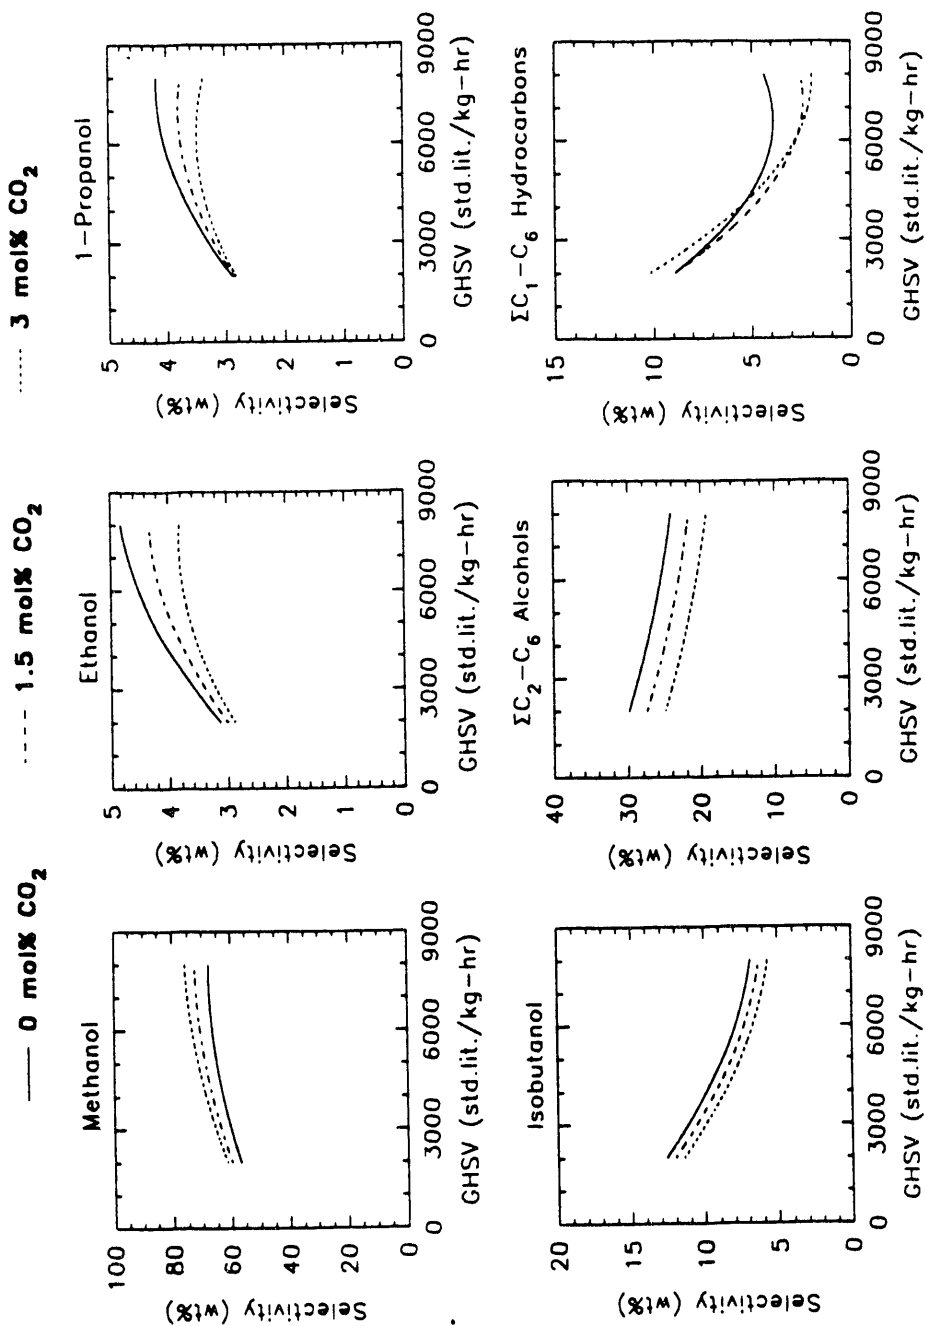 —— 0 mol% CO₂ - - - - 1.5 mol% CO₂ ........ 3 mol% CO₂
Methanol
Selectivity (wt%)
100
80
60
40
20
0
0 3000 6000 9000
GHSV (std.lit./kg-hr)
Ethanol
Selectivity (wt%)
5
4
3
2
1
0
0 3000 6000 9000
GHSV (std.lit./kg-hr)
1-Propanol
Selectivity (wt%)
5
4
3
2
1
0
0 3000 6000 9000
GHSV (std.lit./kg-hr)
Isobutanol
Selectivity (wt%)
20
15
10
5
0
0 3000 6000 9000
GHSV (std.lit./kg-hr)
ΣC₂-C₆ Alcohols
Selectivity (wt%)
40
30
20
10
0
0 3000 6000 9000
GHSV (std.lit./kg-hr)
ΣC₁-C₆ Hydrocarbons
Selectivity (wt%)
15
10
5
0
0 3000 6000 9000
GHSV (std.lit./kg-hr)